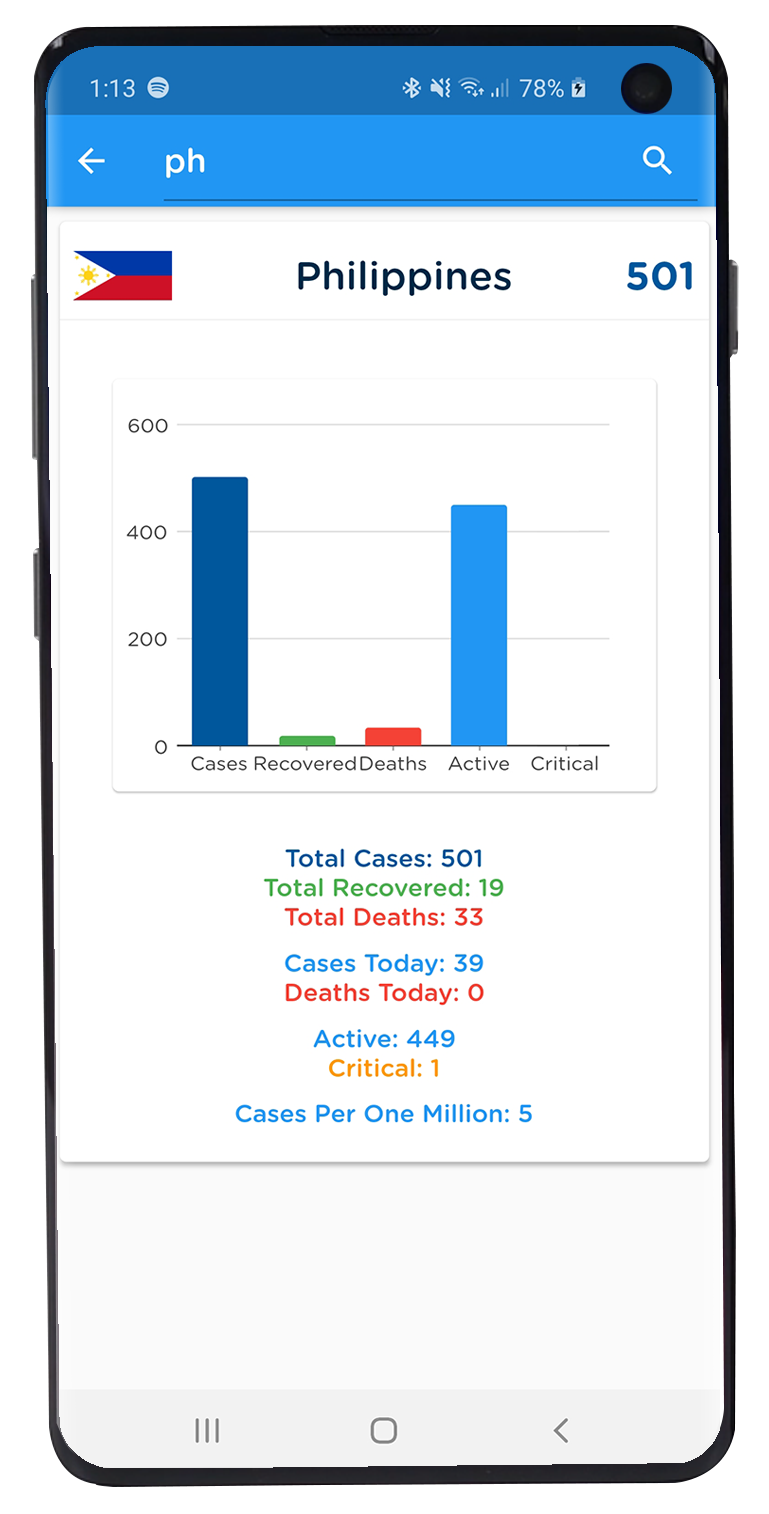 1:13 78%
ph
Philippines 501
600
400
200
0
Cases Recovered Deaths Active Critical
Total Cases: 501
Total Recovered: 19
Total Deaths: 33
Cases Today: 39
Deaths Today: 0
Active: 449
Critical: 1
Cases Per One Million: 5